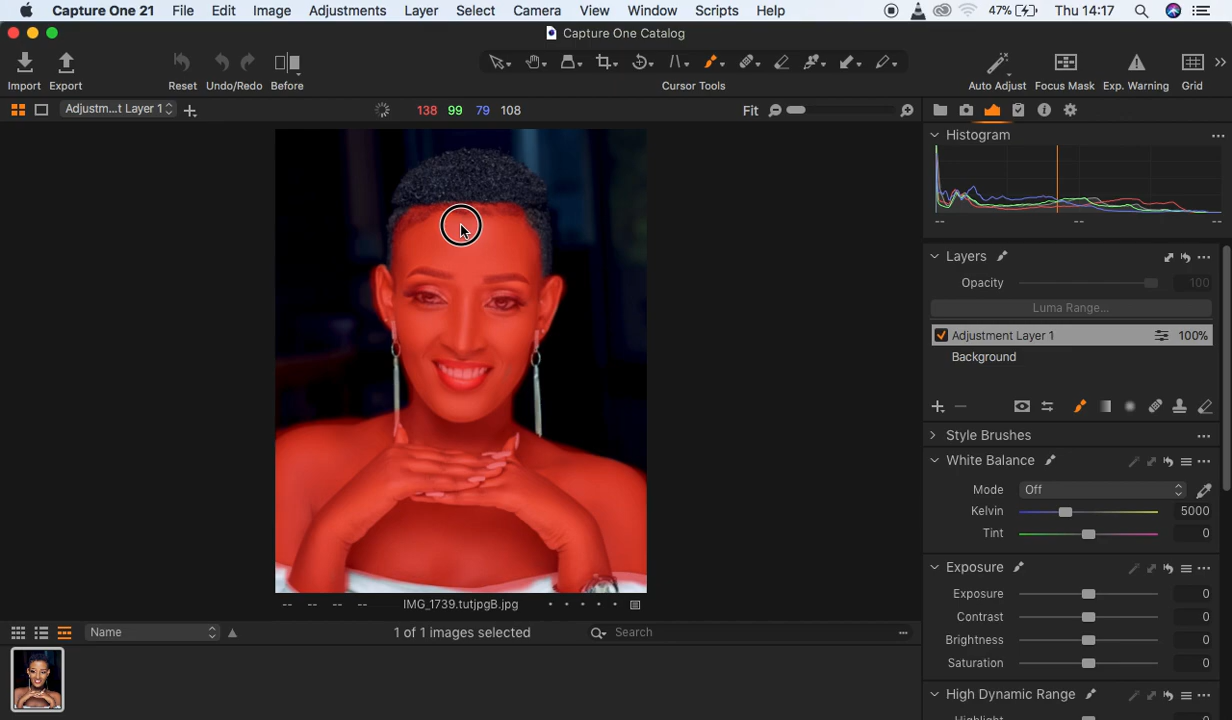 Capture One 21 File Edit Image Adjustments Layer Select Camera View Window Scripts Help 47% Thu 14:17
Capture One Catalog
Import Export Reset Undo/Redo Before Cursor Tools Auto Adjust Focus Mask Exp. Warning Grid
Adjustm...t Layer 1 138 99 79 108 Fit
Histogram
-- -- --
Layers
Opacity 100
Luma Range...
Adjustment Layer 1 100%
Background
Style Brushes
White Balance
Mode Off
Kelvin 5000
Tint 0
Exposure
Exposure 0
Contrast 0
Brightness 0
Saturation 0
High Dynamic Range
Highlight
-- -- -- -- IMG_1739.tutjpgB.jpg
Name 1 of 1 images selected Search